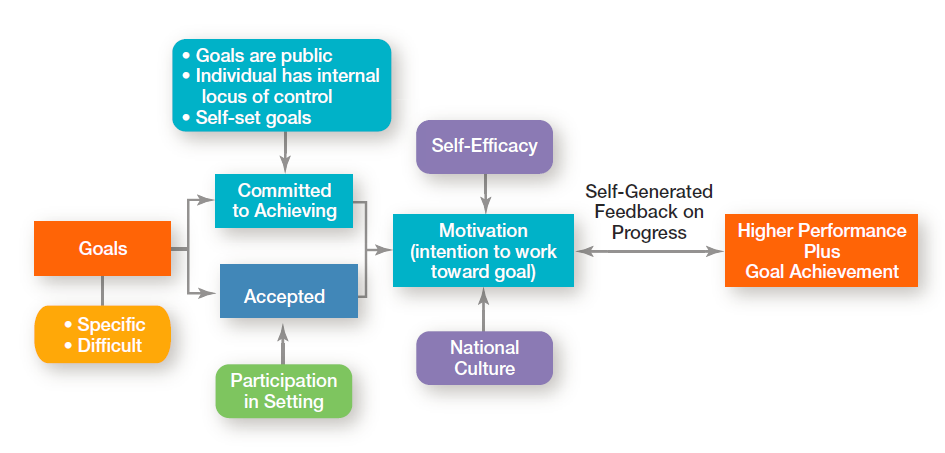 • Goals are public
• Individual has internal
locus of control
• Self-set goals
Self-Efficacy
Committed
to Achieving
Self-Generated
Feedback on
Progress
Goals
Motivation
(intention to work
toward goal)
Higher Performance
Plus
Goal Achievement
Accepted
• Specific
• Difficult
National
Culture
Participation
in Setting